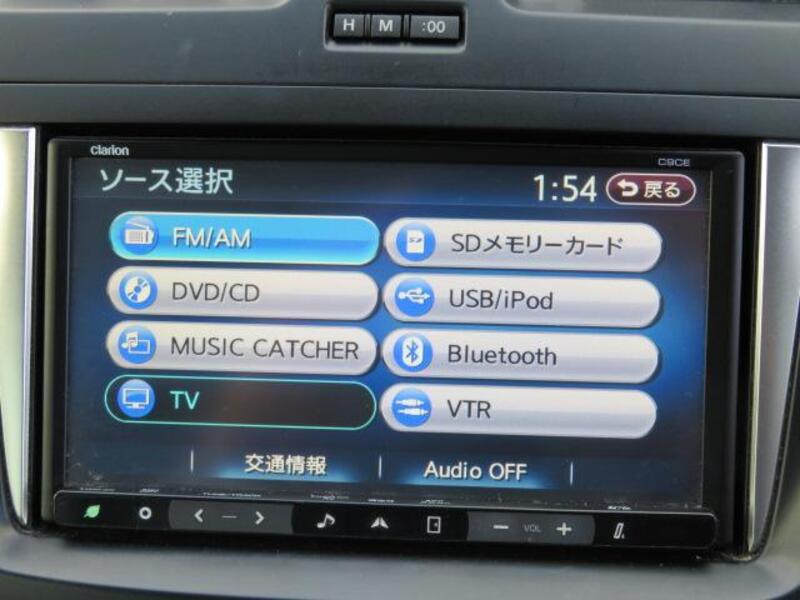 H M :00
clarion
C9CE
ソース選択
1:54
戻る
FM/AM
SDメモリーカード
DVD/CD
USB/iPod
MUSIC CATCHER
Bluetooth
TV
VTR
交通情報
Audio OFF
VOL